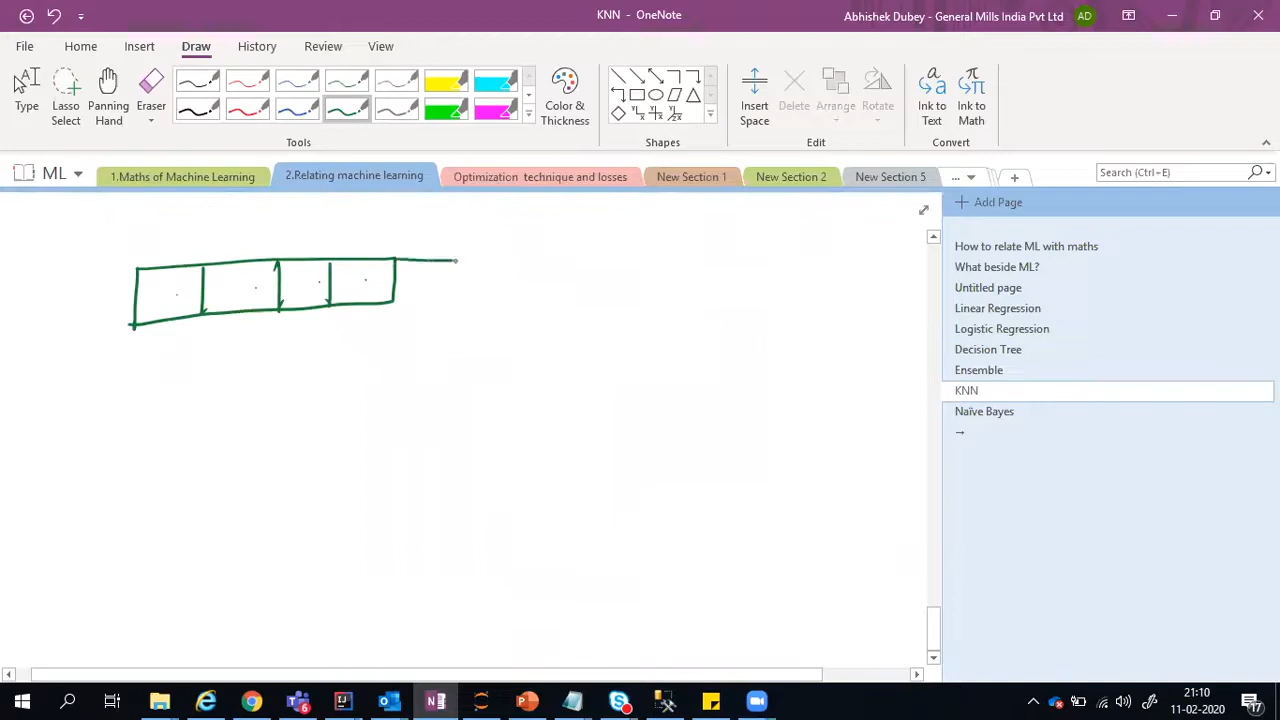 KNN - OneNote
Abhishek Dubey - General Mills India Pvt Ltd AD
File Home Insert Draw History Review View
Type
Lasso Select
Panning Hand
Eraser
Color & Thickness
Insert Space
Delete
Arrange
Rotate
Ink to Text
Ink to Math
Tools
Shapes
Edit
Convert
ML
1.Maths of Machine Learning
2.Relating machine learning
Optimization technique and losses
New Section 1
New Section 2
New Section 5
...
Search (Ctrl+E)
Add Page
How to relate ML with maths
What beside ML?
Untitled page
Linear Regression
Logistic Regression
Decision Tree
Ensemble
KNN
Naïve Bayes
→
21:10
11-02-2020
6
17